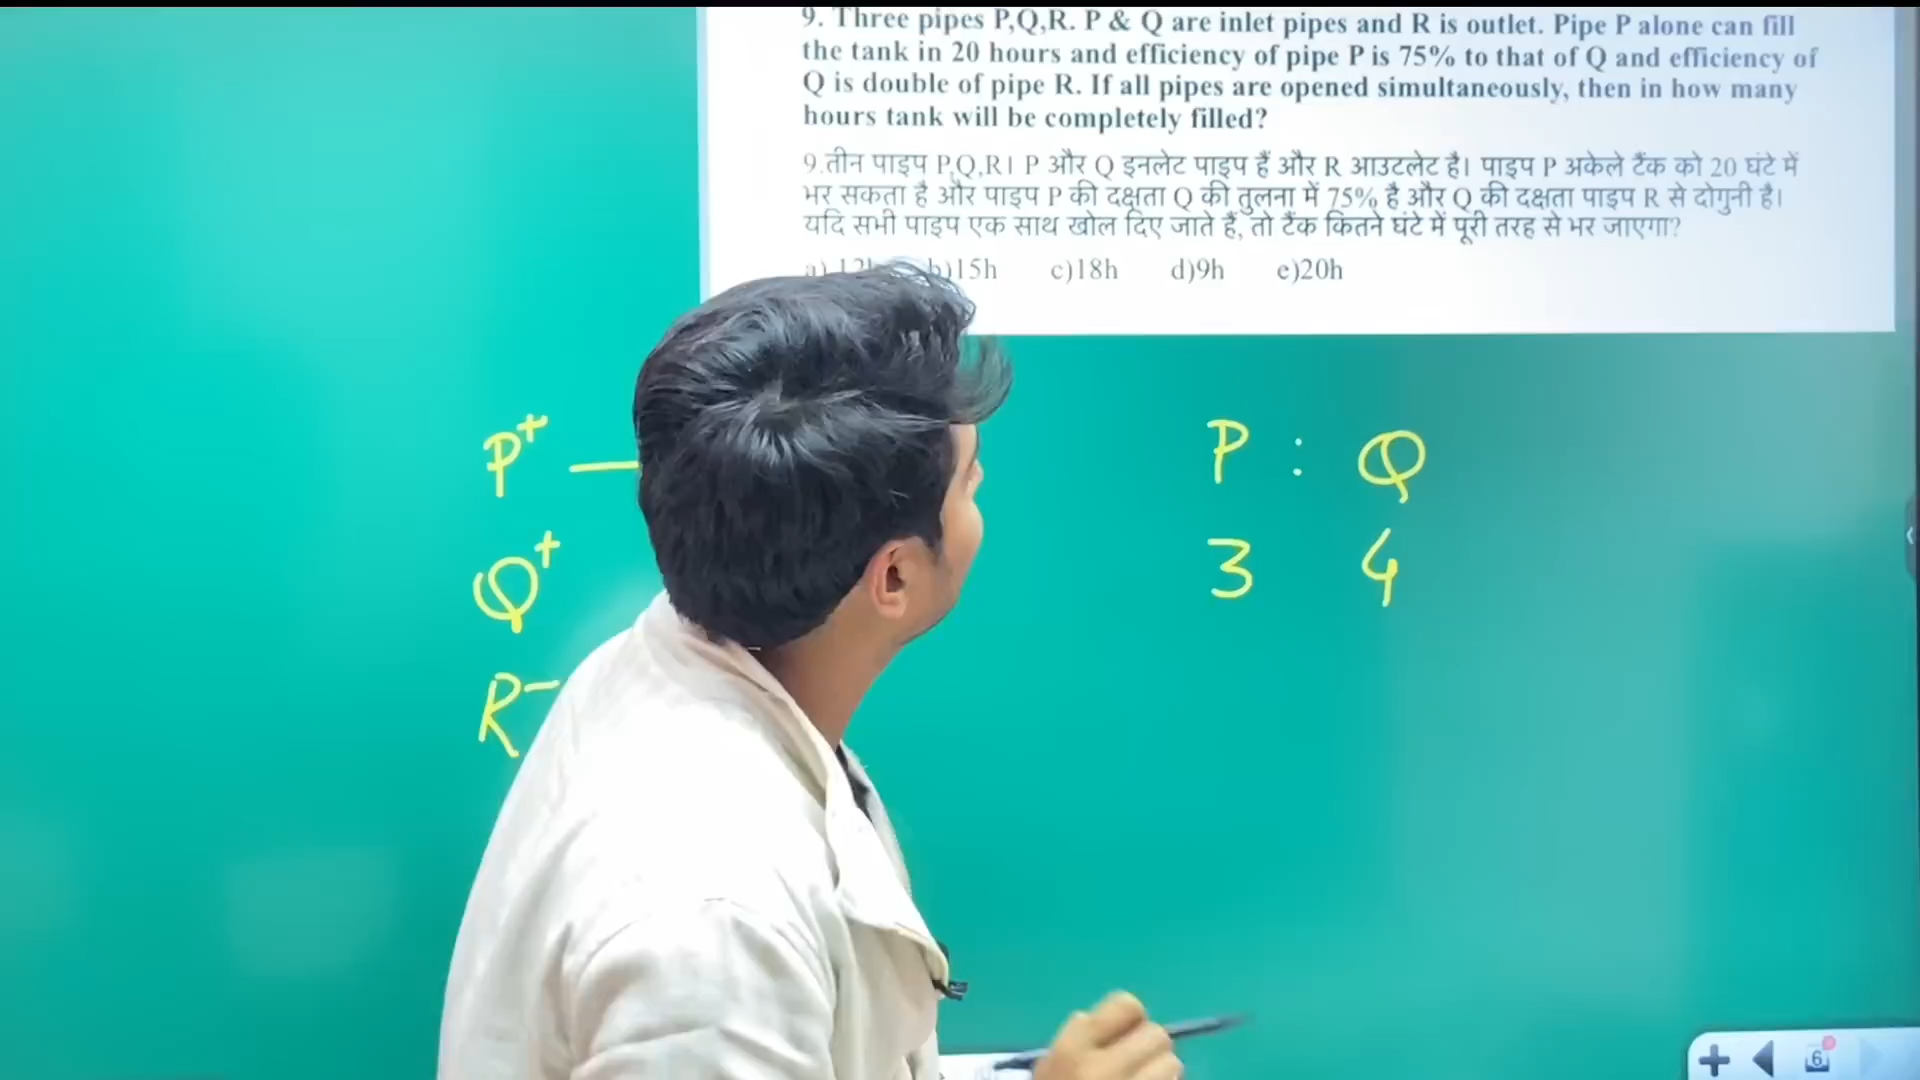 9. Three pipes P,Q,R. P & Q are inlet pipes and R is outlet. Pipe P alone can fill
the tank in 20 hours and efficiency of pipe P is 75% to that of Q and efficiency of
Q is double of pipe R. If all pipes are opened simultaneously, then in how many
hours tank will be completely filled?
9.तीन पाइप P,Q,R। P और Q इनलेट पाइप हैं और R आउटलेट है। पाइप P अकेले टैंक को 20 घंटे में
भर सकता है और पाइप P की दक्षता Q की तुलना में 75% है और Q की दक्षता पाइप R से दोगुनी है।
यदि सभी पाइप एक साथ खोल दिए जाते हैं, तो टैंक कितने घंटे में पूरी तरह से भर जाएगा?
b)15h c)18h d)9h e)20h
P⁺ — P : Q
Q⁺ 3 4
R⁻
6